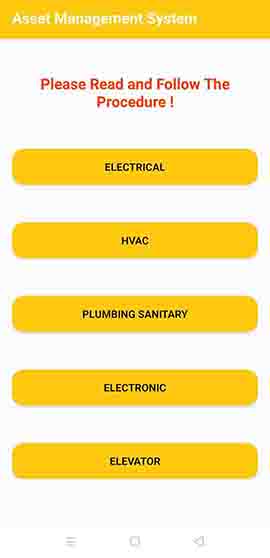 Asset Management System
Please Read and Follow The
Procedure !
ELECTRICAL
HVAC
PLUMBING SANITARY
ELECTRONIC
ELEVATOR